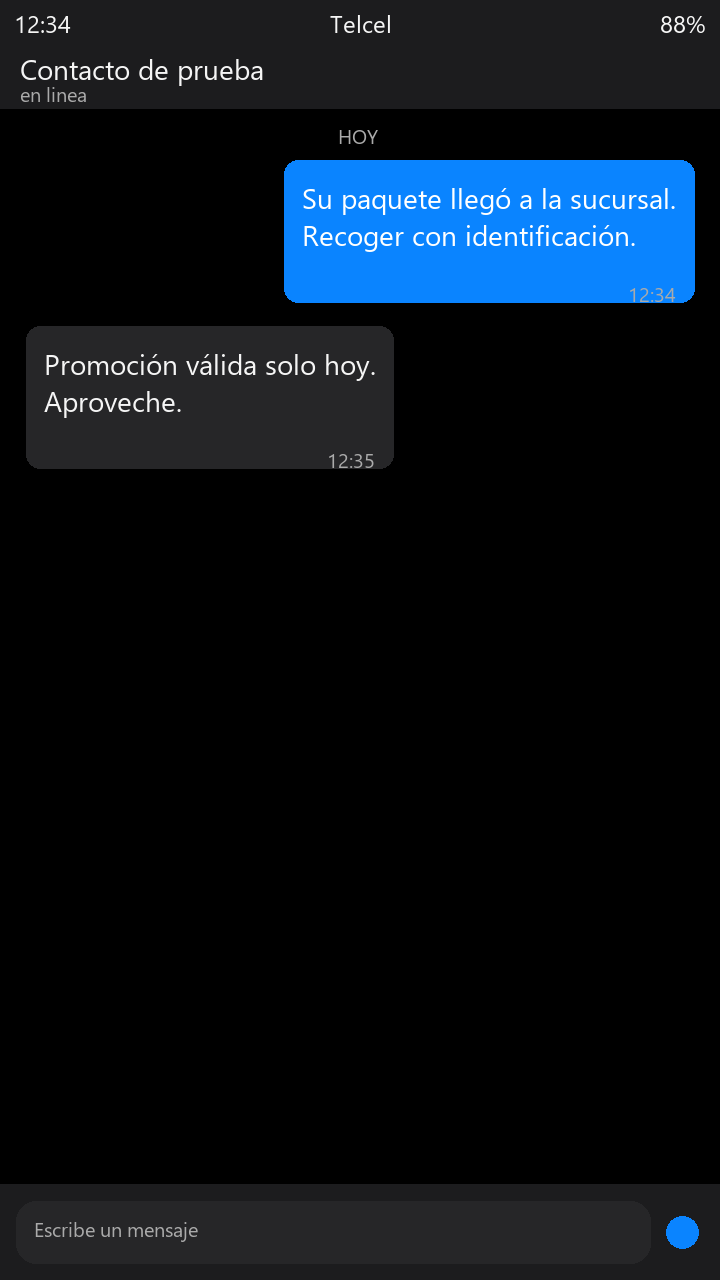 12:34 Telcel 88%
Contacto de prueba
en linea
HOY
Su paquete llegó a la sucursal.
Recoger con identificación.
12:34
Promoción válida solo hoy.
Aproveche.
12:35
Escribe un mensaje